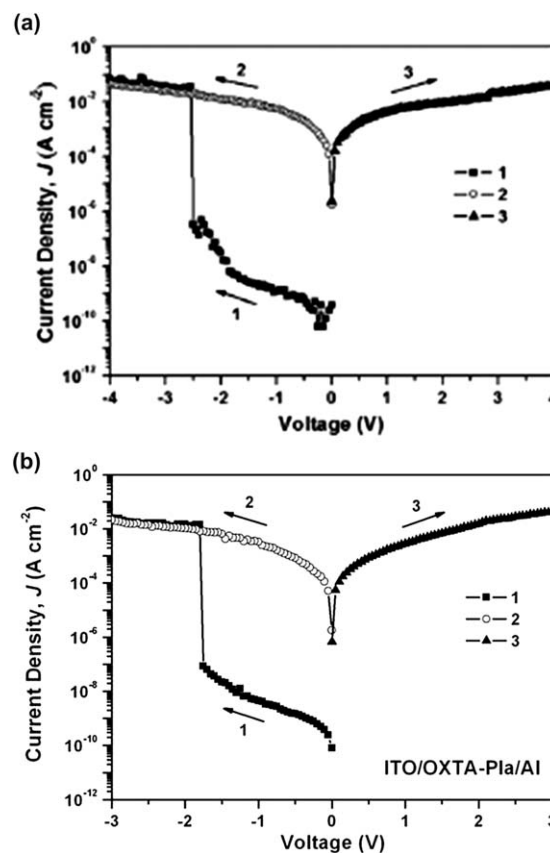 (a)
Current Density, J (A cm⁻²)
10⁰
10⁻²
10⁻⁴
10⁻⁶
10⁻⁸
10⁻¹⁰
10⁻¹²
2
3
1
1
2
3
-4 -3 -2 -1 0 1 2 3 4
Voltage (V)
(b)
Current Density, J (A cm⁻²)
10⁰
10⁻²
10⁻⁴
10⁻⁶
10⁻⁸
10⁻¹⁰
10⁻¹²
2
3
1
2
3
1
ITO/OXTA-PIa/Al
-3 -2 -1 0 1 2 3
Voltage (V)